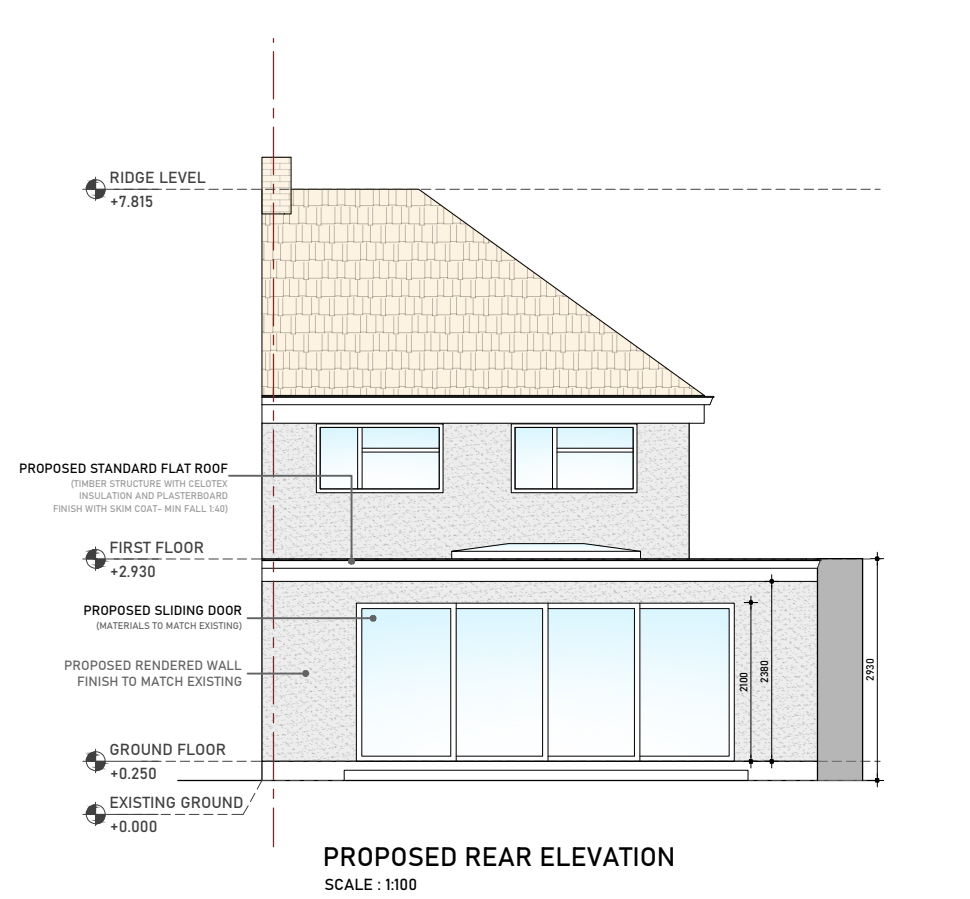 RIDGE LEVEL
+7.815
PROPOSED STANDARD FLAT ROOF
(TIMBER STRUCTURE WITH CELOTEX
INSULATION AND PLASTERBOARD
FINISH WITH SKIM COAT- MIN FALL 1:40)
FIRST FLOOR
+2.930
PROPOSED SLIDING DOOR
(MATERIALS TO MATCH EXISTING)
PROPOSED RENDERED WALL
FINISH TO MATCH EXISTING
2100
2380
2930
GROUND FLOOR
+0.250
EXISTING GROUND
+0.000
PROPOSED REAR ELEVATION
SCALE : 1:100